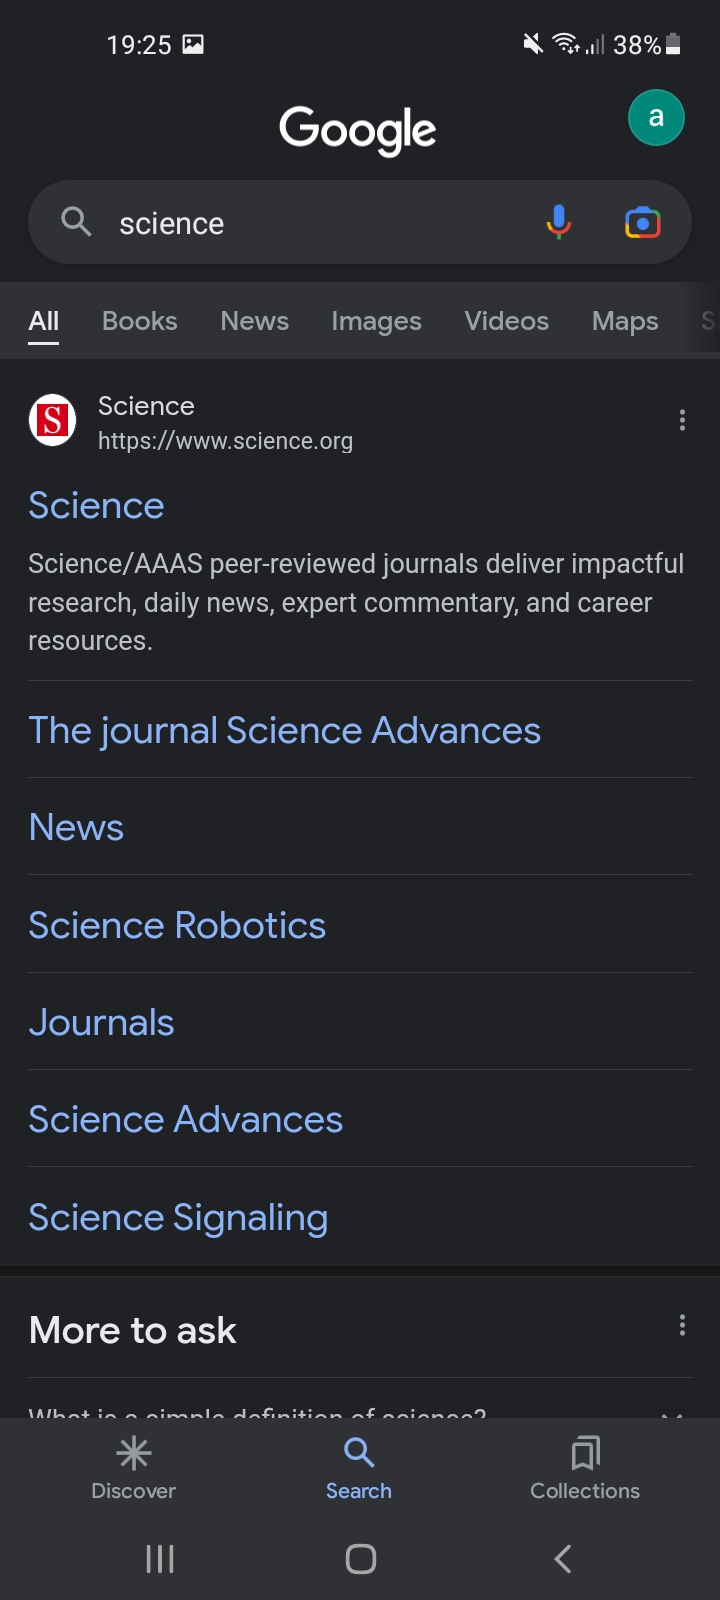 19:25 38%
Google
a
science
All Books News Images Videos Maps S
S
Science
https://www.science.org
Science
Science/AAAS peer-reviewed journals deliver impactful
research, daily news, expert commentary, and career
resources.
The journal Science Advances
News
Science Robotics
Journals
Science Advances
Science Signaling
More to ask
What is a simple definition of science?
Discover Search Collections